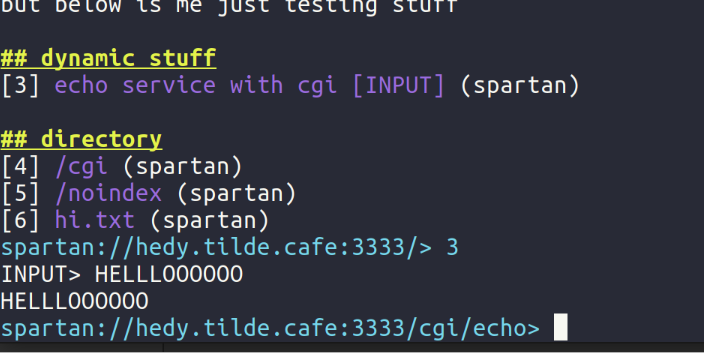 but below is me just testing stuff
## dynamic stuff
[3] echo service with cgi [INPUT] (spartan)
## directory
[4] /cgi (spartan)
[5] /noindex (spartan)
[6] hi.txt (spartan)
spartan://hedy.tilde.cafe:3333/> 3
INPUT> HELLLOOOOOO
HELLLOOOOOO
spartan://hedy.tilde.cafe:3333/cgi/echo>